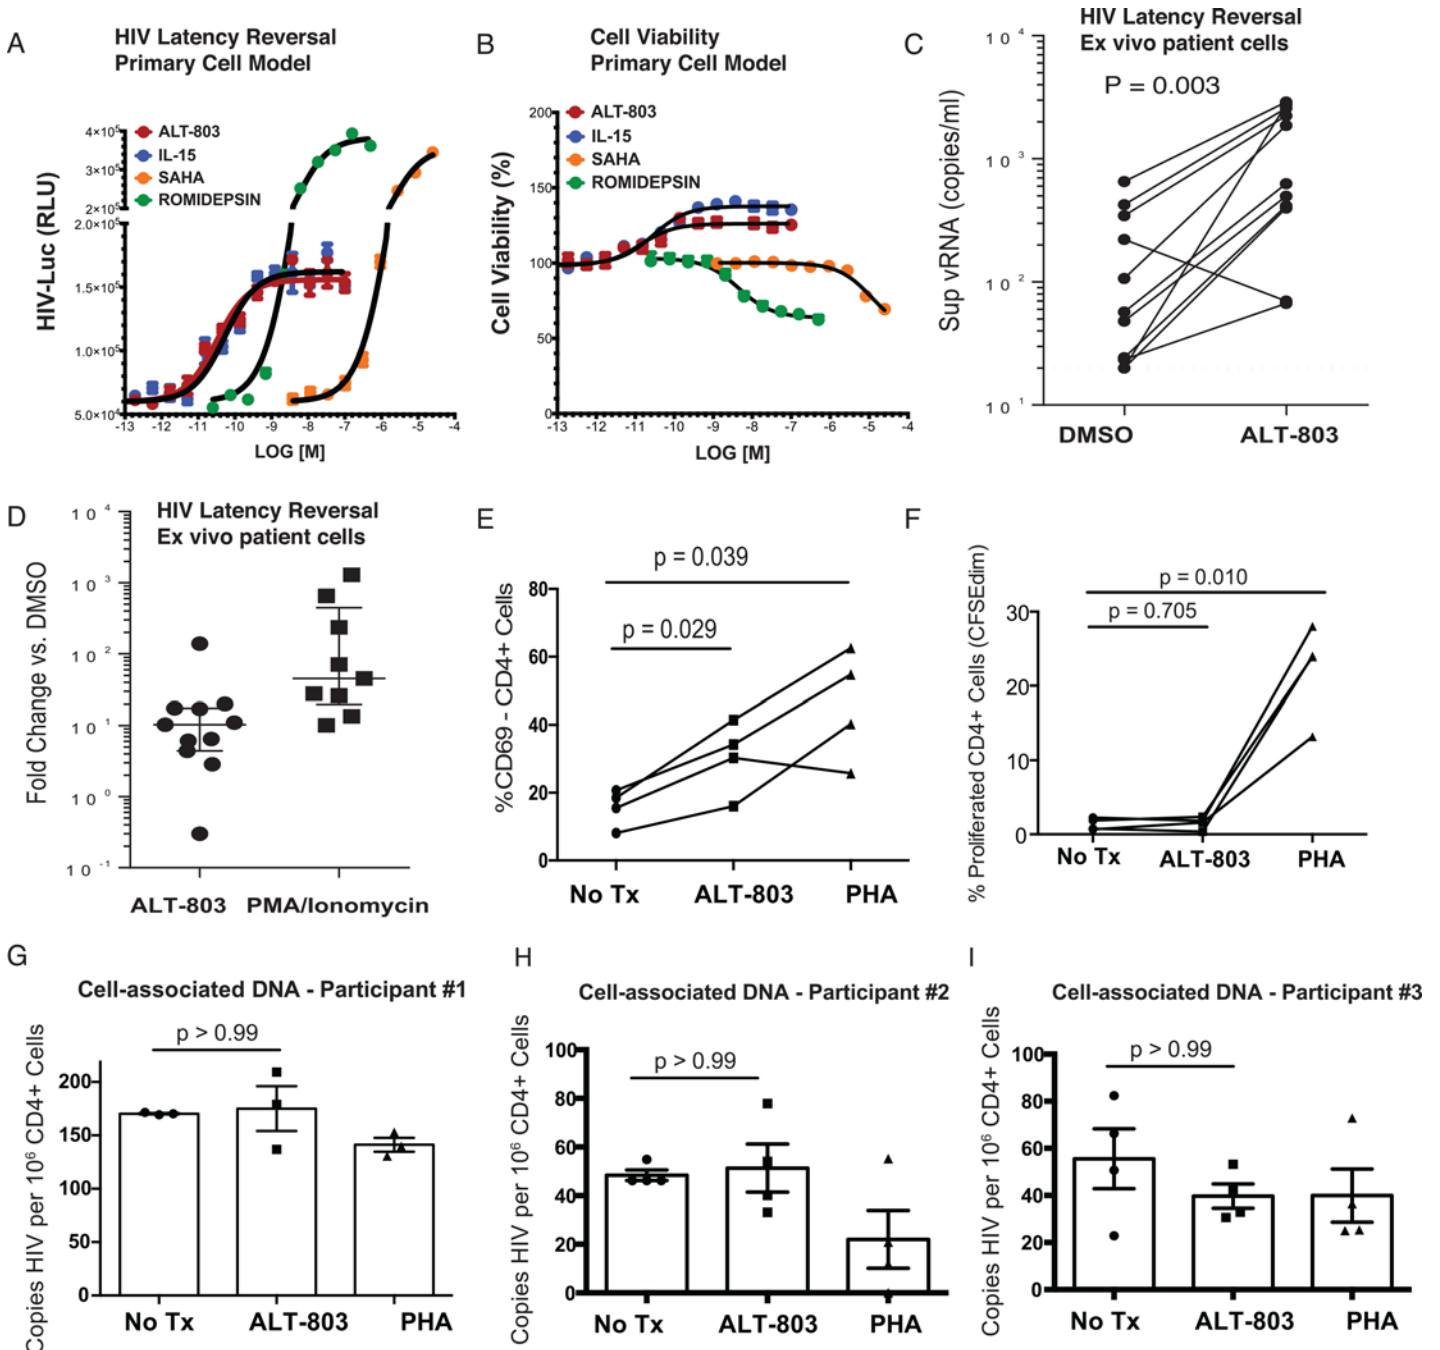 A
HIV Latency Reversal
Primary Cell Model
HIV-Luc (RLU)
4×10⁵
3×10⁵
2×10⁵
2.0×10⁵
1.5×10⁵
1.0×10⁵
5.0×10⁴
ALT-803
IL-15
SAHA
ROMIDEPSIN
-13 -12 -11 -10 -9 -8 -7 -6 -5 -4
LOG [M]
B
Cell Viability
Primary Cell Model
Cell Viability (%)
200
150
100
50
0
ALT-803
IL-15
SAHA
ROMIDEPSIN
-13 -12 -11 -10 -9 -8 -7 -6 -5 -4
LOG [M]
C
HIV Latency Reversal
Ex vivo patient cells
P = 0.003
Sup vRNA (copies/ml)
10⁴
10³
10²
10¹
DMSO ALT-803
D
HIV Latency Reversal
Ex vivo patient cells
Fold Change vs. DMSO
10⁴
10³
10²
10¹
10⁰
10⁻¹
ALT-803 PMA/Ionomycin
E
p = 0.039
p = 0.029
%CD69 - CD4+ Cells
80
60
40
20
0
No Tx ALT-803 PHA
F
p = 0.010
p = 0.705
% Proliferated CD4+ Cells (CFSEdim)
30
20
10
0
No Tx ALT-803 PHA
G
Cell-associated DNA - Participant #1
p > 0.99
Copies HIV per 10⁶ CD4+ Cells
200
150
100
50
0
No Tx ALT-803 PHA
H
Cell-associated DNA - Participant #2
p > 0.99
Copies HIV per 10⁶ CD4+ Cells
100
80
60
40
20
0
No Tx ALT-803 PHA
I
Cell-associated DNA - Participant #3
p > 0.99
Copies HIV per 10⁶ CD4+ Cells
100
80
60
40
20
0
No Tx ALT-803 PHA